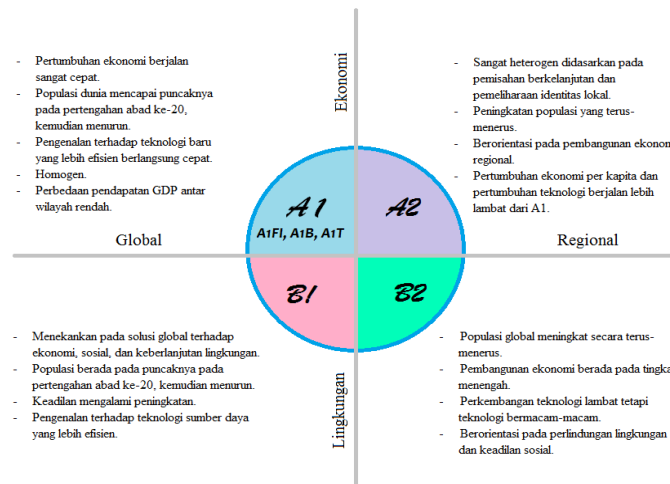 - Pertumbuhan ekonomi berjalan
sangat cepat.
- Populasi dunia mencapai puncaknya
pada pertengahan abad ke-20,
kemudian menurun.
- Pengenalan terhadap teknologi baru
yang lebih efisien berlangsung cepat.
- Homogen.
- Perbedaan pendapatan GDP antar
wilayah rendah.
Ekonomi
- Sangat heterogen didasarkan pada
pemisahan berkelanjutan dan
pemeliharaan identitas lokal.
- Peningkatan populasi yang terus-
menerus.
- Berorientasi pada pembangunan ekonom
regional.
- Pertumbuhan ekonomi per kapita dan
pertumbuhan teknologi berjalan lebih
lambat dari A1.
A1
A1FI, A1B, A1T
A2
Global
Regional
B1
B2
- Menekankan pada solusi global terhadap
ekonomi, sosial, dan keberlanjutan lingkungan.
- Populasi berada pada puncaknya pada
pertengahan abad ke-20, kemudian menurun.
- Keadilan mengalami peningkatan.
- Pengenalan terhadap teknologi sumber daya
yang lebih efisien.
Lingkungan
- Populasi global meningkat secara terus-
menerus.
- Pembangunan ekonomi berada pada tingka
menengah.
- Perkembangan teknologi lambat tetapi
teknologi bermacam-macam.
- Berorientasi pada perlindungan lingkungan
dan keadilan sosial.